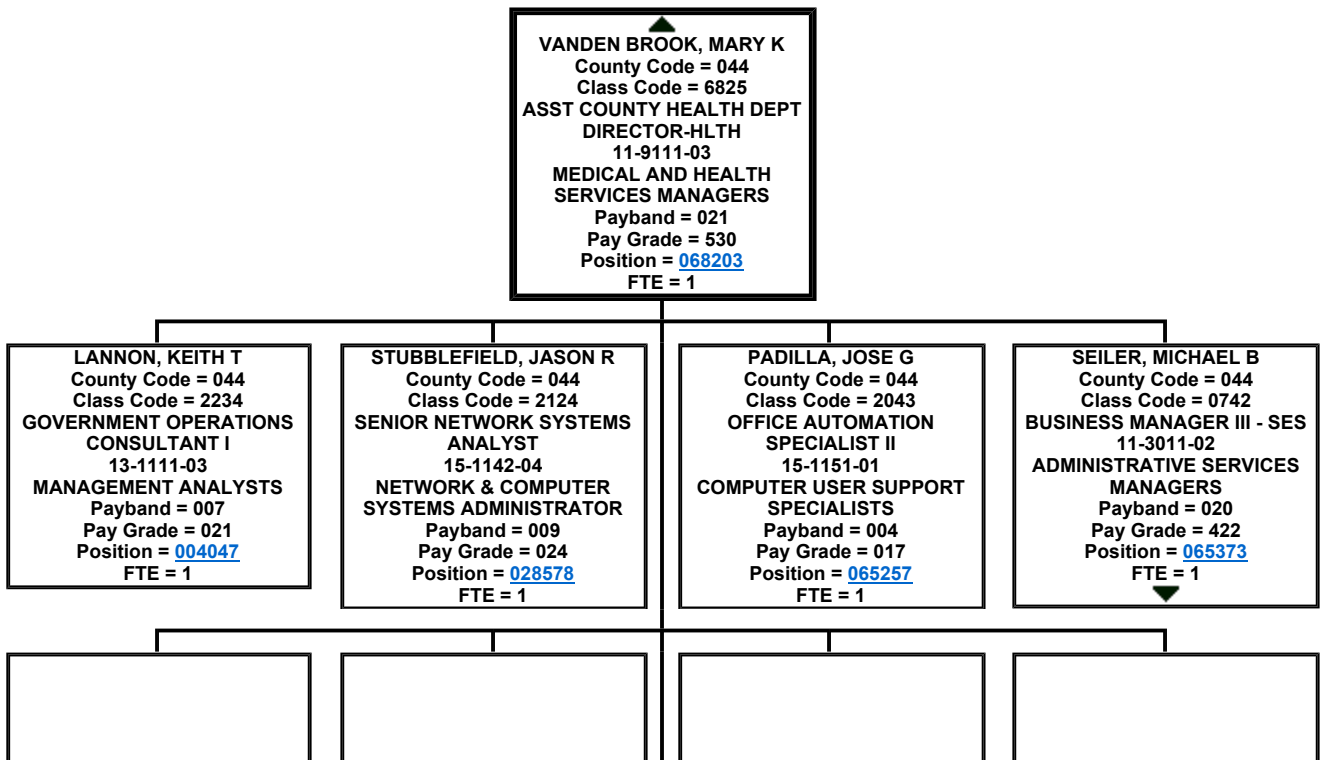 VANDEN BROOK, MARY K
County Code = 044
Class Code = 6825
ASST COUNTY HEALTH DEPT
DIRECTOR-HLTH
11-9111-03
MEDICAL AND HEALTH
SERVICES MANAGERS
Payband = 021
Pay Grade = 530
Position = 068203
FTE = 1
LANNON, KEITH T
County Code = 044
Class Code = 2234
GOVERNMENT OPERATIONS
CONSULTANT I
13-1111-03
MANAGEMENT ANALYSTS
Payband = 007
Pay Grade = 021
Position = 004047
FTE = 1
STUBBLEFIELD, JASON R
County Code = 044
Class Code = 2124
SENIOR NETWORK SYSTEMS
ANALYST
15-1142-04
NETWORK & COMPUTER
SYSTEMS ADMINISTRATOR
Payband = 009
Pay Grade = 024
Position = 028578
FTE = 1
PADILLA, JOSE G
County Code = 044
Class Code = 2043
OFFICE AUTOMATION
SPECIALIST II
15-1151-01
COMPUTER USER SUPPORT
SPECIALISTS
Payband = 004
Pay Grade = 017
Position = 065257
FTE = 1
SEILER, MICHAEL B
County Code = 044
Class Code = 0742
BUSINESS MANAGER III - SES
11-3011-02
ADMINISTRATIVE SERVICES
MANAGERS
Payband = 020
Pay Grade = 422
Position = 065373
FTE = 1